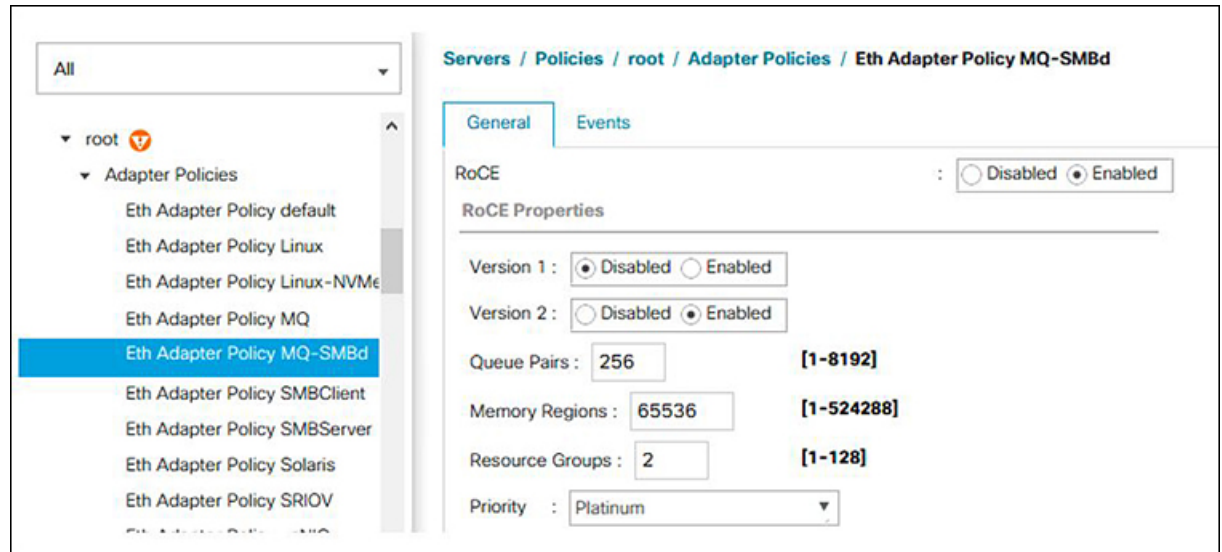 All
root
Adapter Policies
Eth Adapter Policy default
Eth Adapter Policy Linux
Eth Adapter Policy Linux-NVMe
Eth Adapter Policy MQ
Eth Adapter Policy MQ-SMBd
Eth Adapter Policy SMBClient
Eth Adapter Policy SMBServer
Eth Adapter Policy Solaris
Eth Adapter Policy SRIOV
Servers / Policies / root / Adapter Policies / Eth Adapter Policy MQ-SMBd
General Events
RoCE : Disabled Enabled
RoCE Properties
Version 1 : Disabled Enabled
Version 2 : Disabled Enabled
Queue Pairs : 256 [1-8192]
Memory Regions : 65536 [1-524288]
Resource Groups : 2 [1-128]
Priority : Platinum